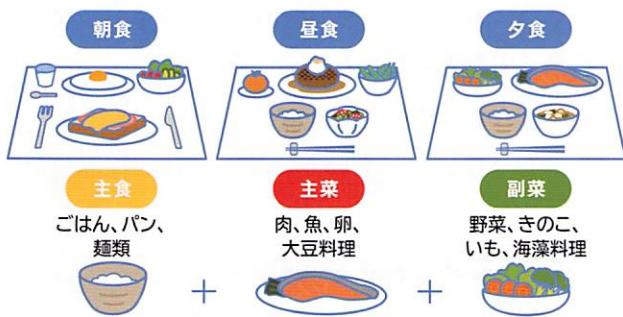 朝食
昼食
夕食
主食
主菜
副菜
ごはん、パン、
麺類
肉、魚、卵、
大豆料理
野菜、きのこ、
いも、海藻料理